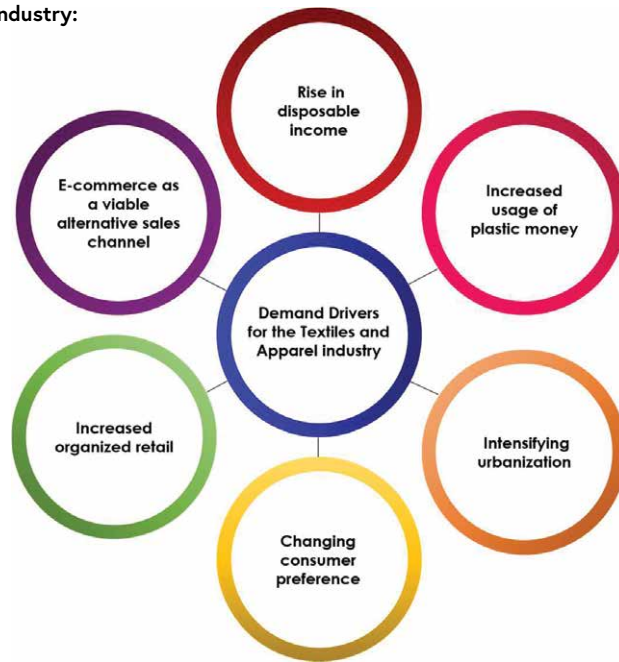 ndustry:
Rise in
disposable
income
E-commerce as
a viable
alternative sales
channel
Increased
usage of
plastic money
Demand Drivers
for the Textiles and
Apparel industry
Increased
organized retail
Intensifying
urbanization
Changing
consumer
preference